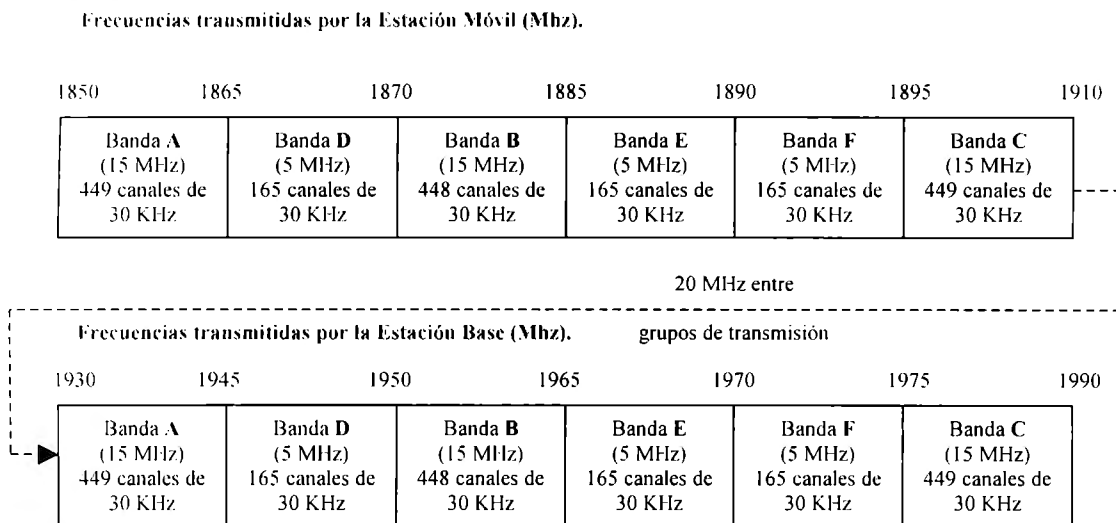 Frecuencias transmitidas por la Estación Móvil (Mhz).
1850 1865 1870 1885 1890 1895 1910
Banda A Banda D Banda B Banda E Banda F Banda C
(15 MHz) (5 MHz) (15 MHz) (5 MHz) (5 MHz) (15 MHz)
449 canales de 165 canales de 448 canales de 165 canales de 165 canales de 449 canales de
30 KHz 30 KHz 30 KHz 30 KHz 30 KHz 30 KHz
20 MHz entre
Frecuencias transmitidas por la Estación Base (Mhz). grupos de transmisión
1930 1945 1950 1965 1970 1975 1990
Banda A Banda D Banda B Banda E Banda F Banda C
(15 MHz) (5 MHz) (15 MHz) (5 MHz) (5 MHz) (15 MHz)
449 canales de 165 canales de 448 canales de 165 canales de 165 canales de 449 canales de
30 KHz 30 KHz 30 KHz 30 KHz 30 KHz 30 KHz